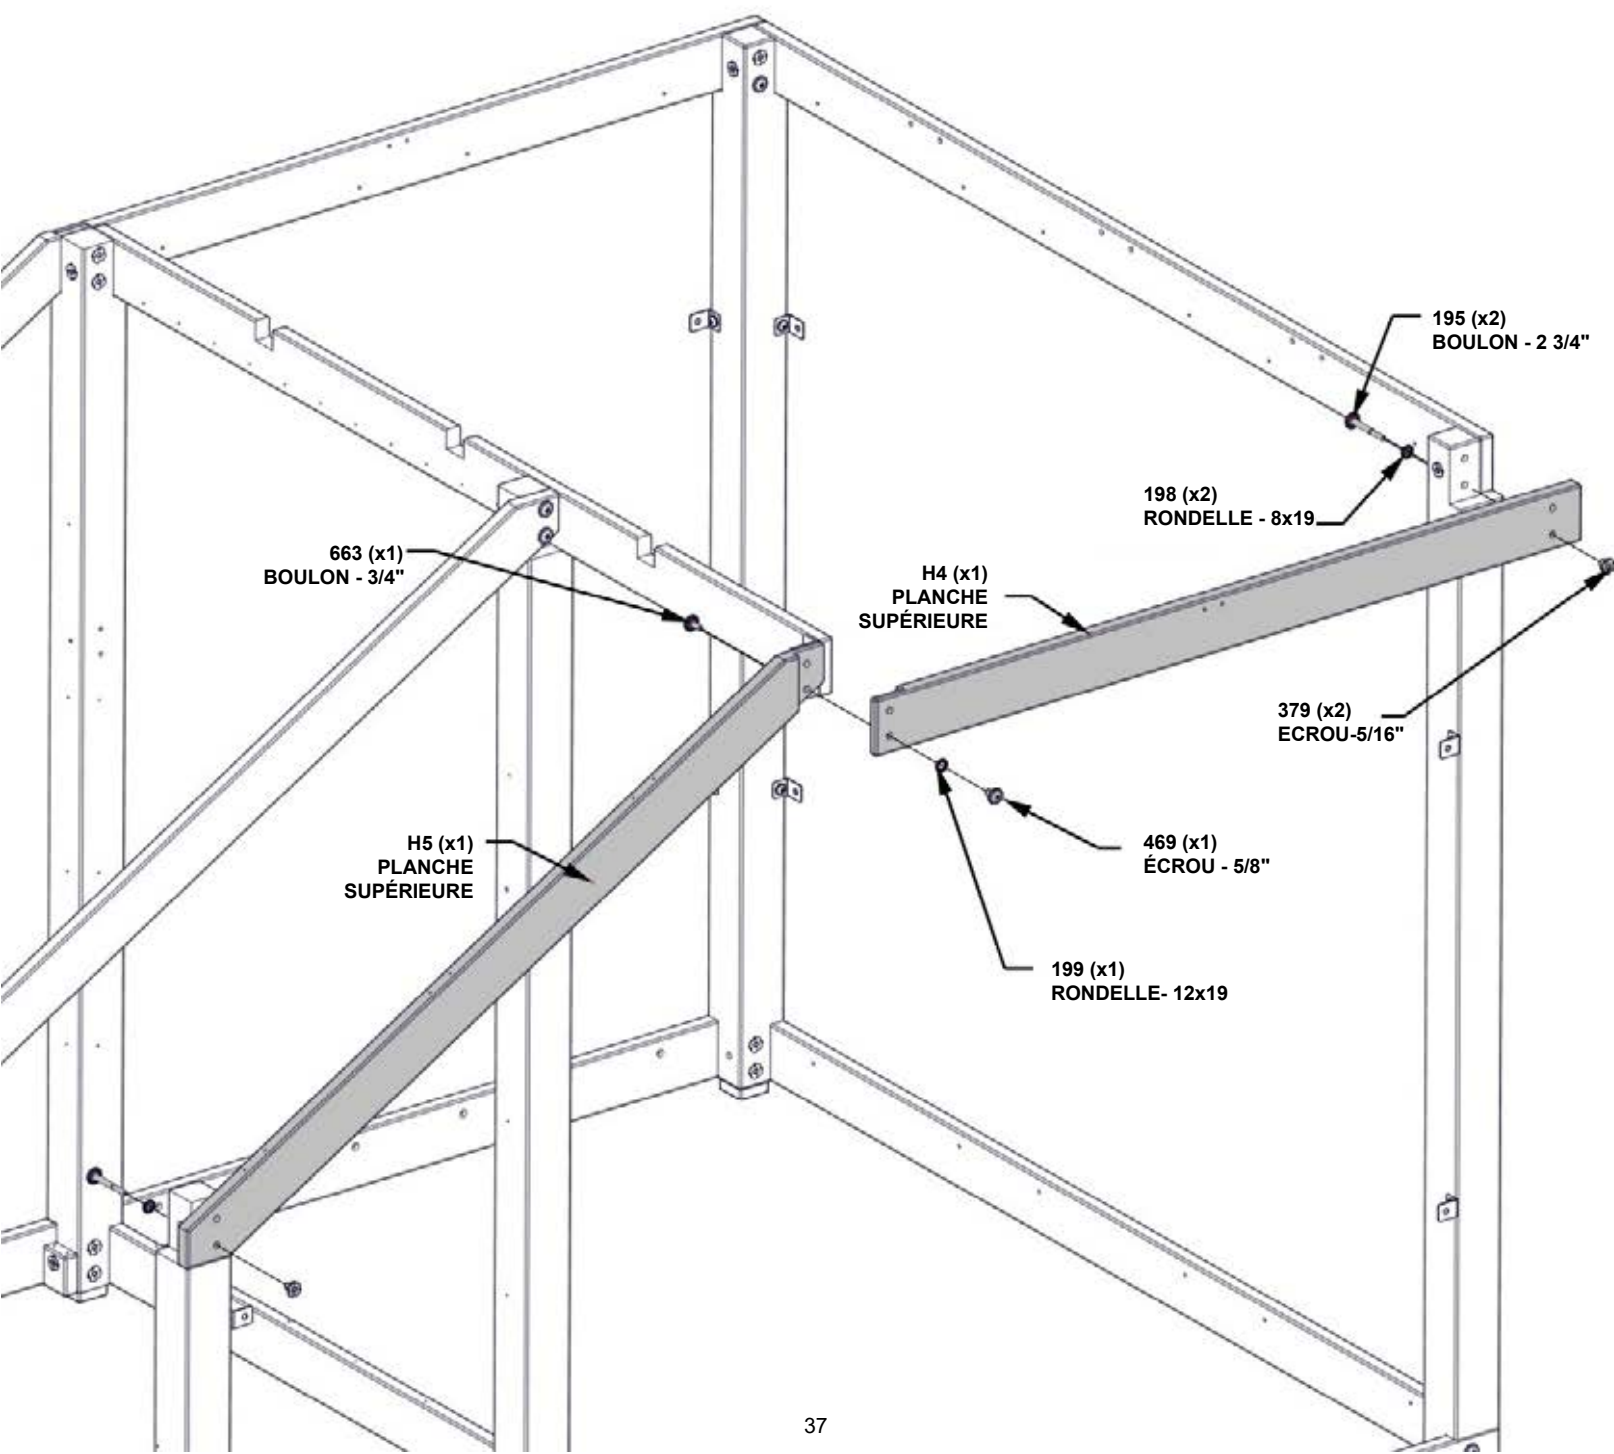 195 (x2)
BOULON - 2 3/4"
198 (x2)
RONDELLE - 8x19
663 (x1)
BOULON - 3/4"
H4 (x1)
PLANCHE
SUPÉRIEURE
379 (x2)
ECROU-5/16"
H5 (x1)
PLANCHE
SUPÉRIEURE
469 (x1)
ÉCROU - 5/8"
199 (x1)
RONDELLE- 12x19
37